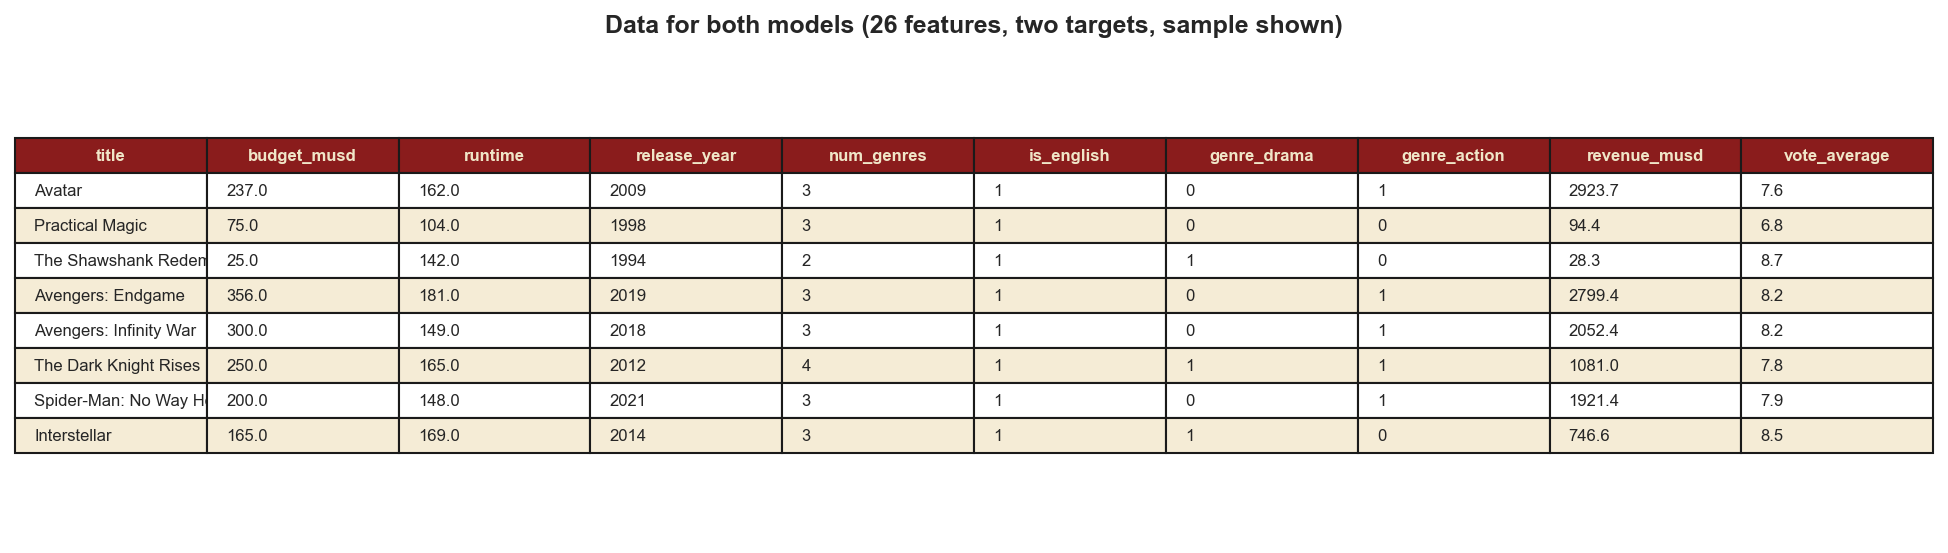 Data for both models (26 features, two targets, sample shown)
title budget_musd runtime release_year num_genres is_english genre_drama genre_action revenue_musd vote_average
Avatar 237.0 162.0 2009 3 1 0 1 2923.7 7.6
Practical Magic 75.0 104.0 1998 3 1 0 0 94.4 6.8
The Shawshank Reden 25.0 142.0 1994 2 1 1 0 28.3 8.7
Avengers: Endgame 356.0 181.0 2019 3 1 0 1 2799.4 8.2
Avengers: Infinity War 300.0 149.0 2018 3 1 0 1 2052.4 8.2
The Dark Knight Rises 250.0 165.0 2012 4 1 1 1 1081.0 7.8
Spider-Man: No Way H 200.0 148.0 2021 3 1 0 1 1921.4 7.9
Interstellar 165.0 169.0 2014 3 1 1 0 746.6 8.5